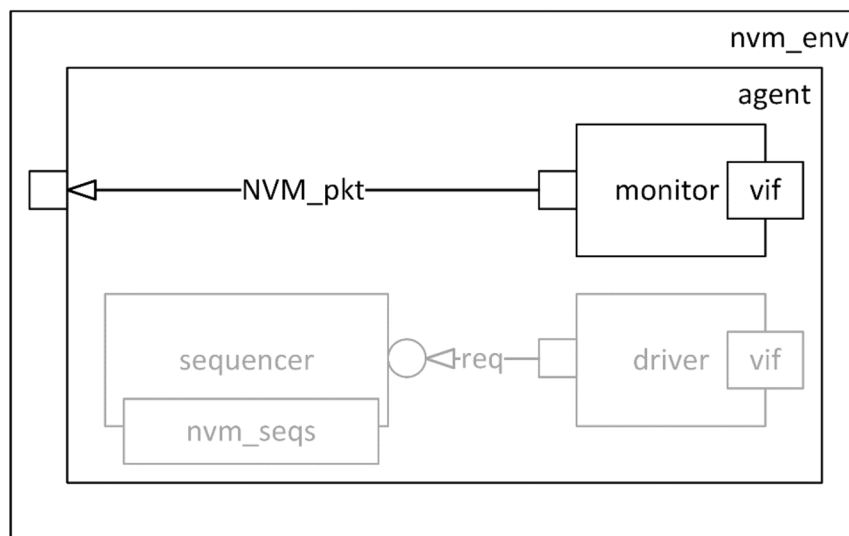 nvm_env
agent
NVM_pkt
monitor
vif
sequencer
req
driver
vif
nvm_seqs